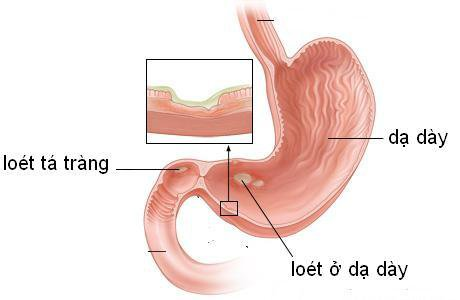 dạ dày
loét tá tràng
loét ở dạ dày